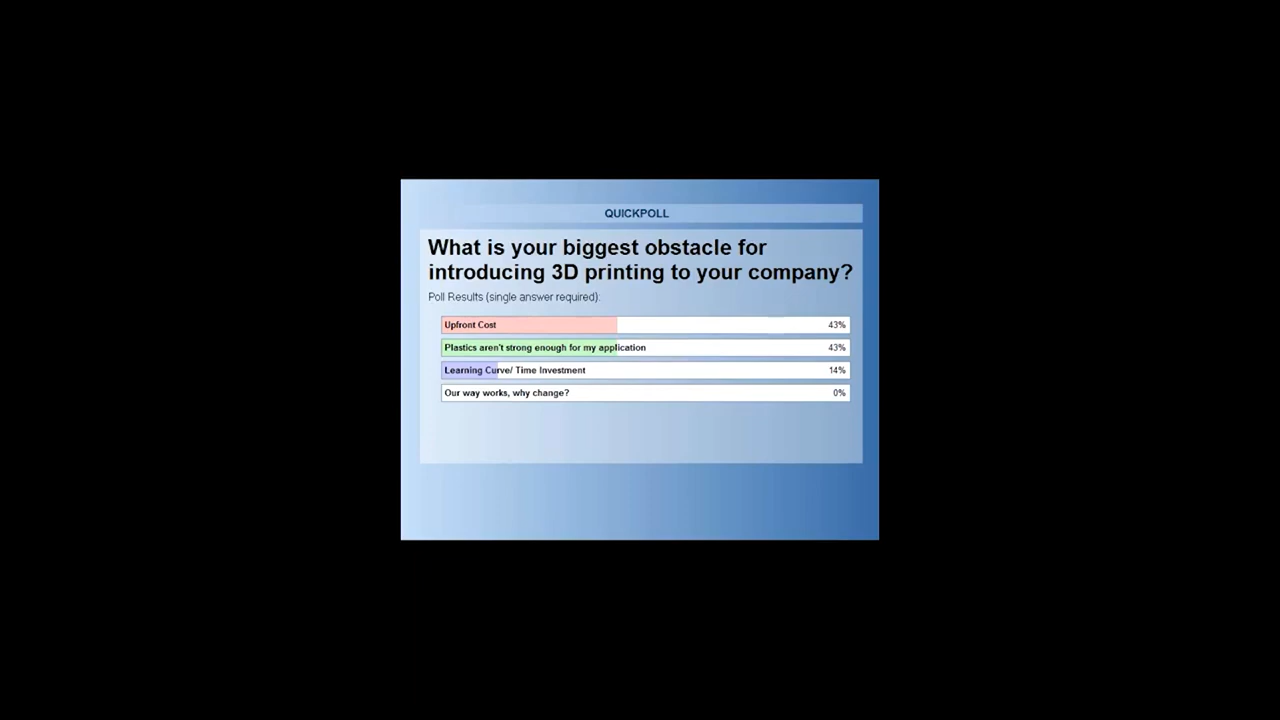 QUICKPOLL
What is your biggest obstacle for
introducing 3D printing to your company?
Poll Results (single answer required):
Upfront Cost 43%
Plastics aren't strong enough for my application 43%
Learning Curve/ Time Investment 14%
Our way works, why change? 0%